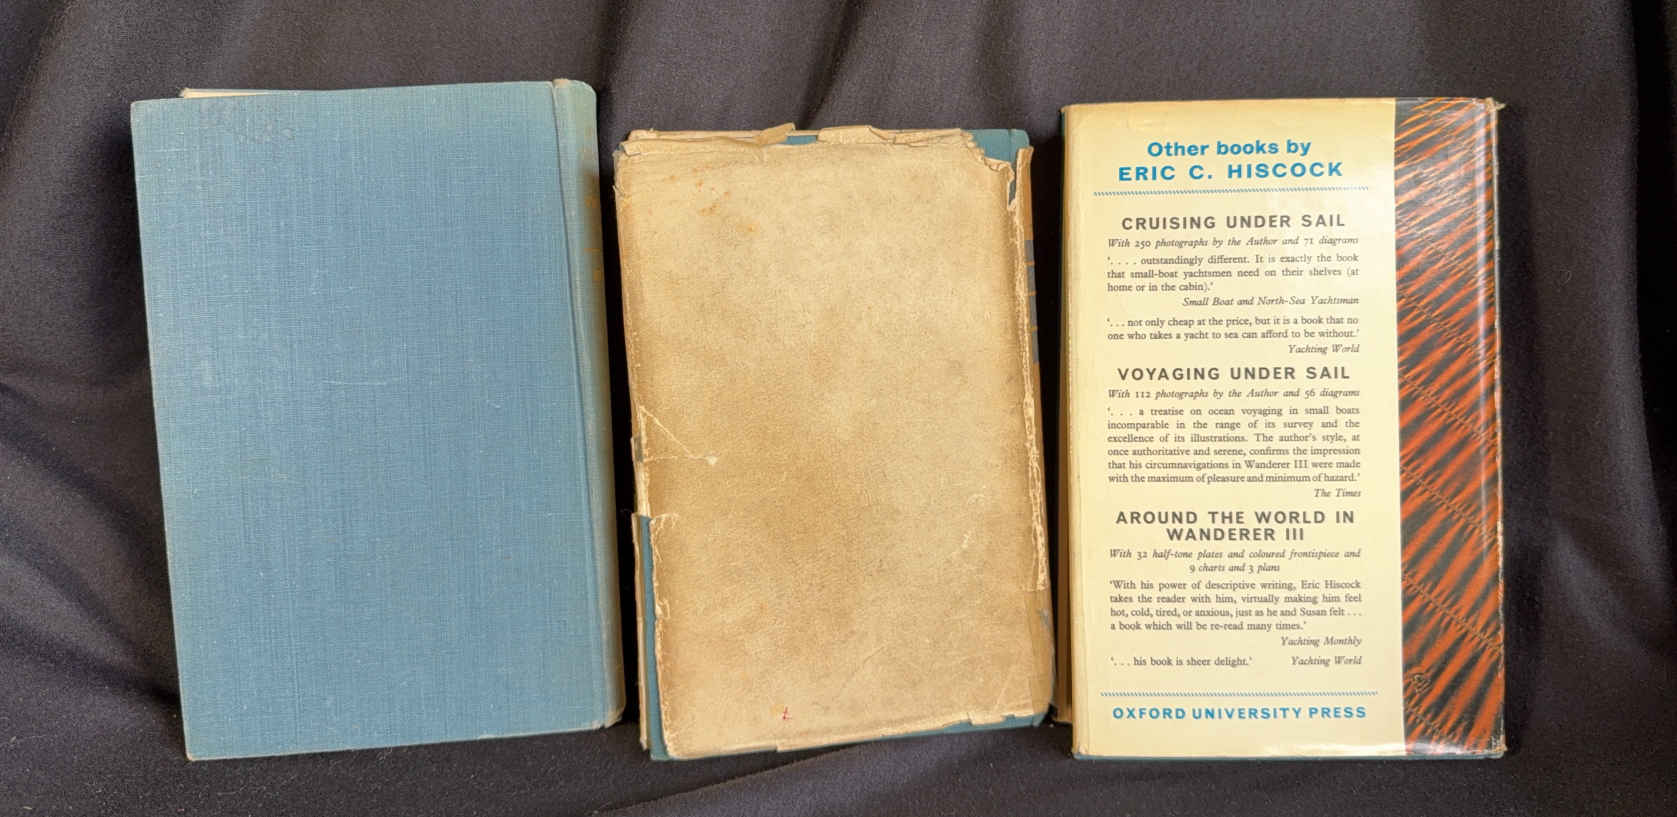 Other books by
ERIC C. HISCOCK
CRUISING UNDER SAIL
With 250 photographs by the Author and 71 diagrams
‘. . . . outstandingly different. It is exactly the book
that small-boat yachtsmen need on their shelves (at
home or in the cabin).’
Small Boat and North-Sea Yachtsman
‘. . . not only cheap at the price, but it is a book that no
one who takes a yacht to sea can afford to be without.’
Yachting World
VOYAGING UNDER SAIL
With 112 photographs by the Author and 56 diagrams
‘. . . a treatise on ocean voyaging in small boats
incomparable in the range of its survey and the
excellence of its illustrations. The author's style, at
once authoritative and serene, confirms the impression
that his circumnavigations in Wanderer III were made
with the maximum of pleasure and minimum of hazard.’
The Times
AROUND THE WORLD IN
WANDERER III
With 32 half-tone plates and coloured frontispiece and
9 charts and 3 plans
‘With his power of descriptive writing, Eric Hiscock
takes the reader with him, virtually making him feel
hot, cold, tired, or anxious, just as he and Susan felt . . .
a book which will be re-read many times.’
Yachting Monthly
‘. . . his book is sheer delight.’ Yachting World
OXFORD UNIVERSITY PRESS